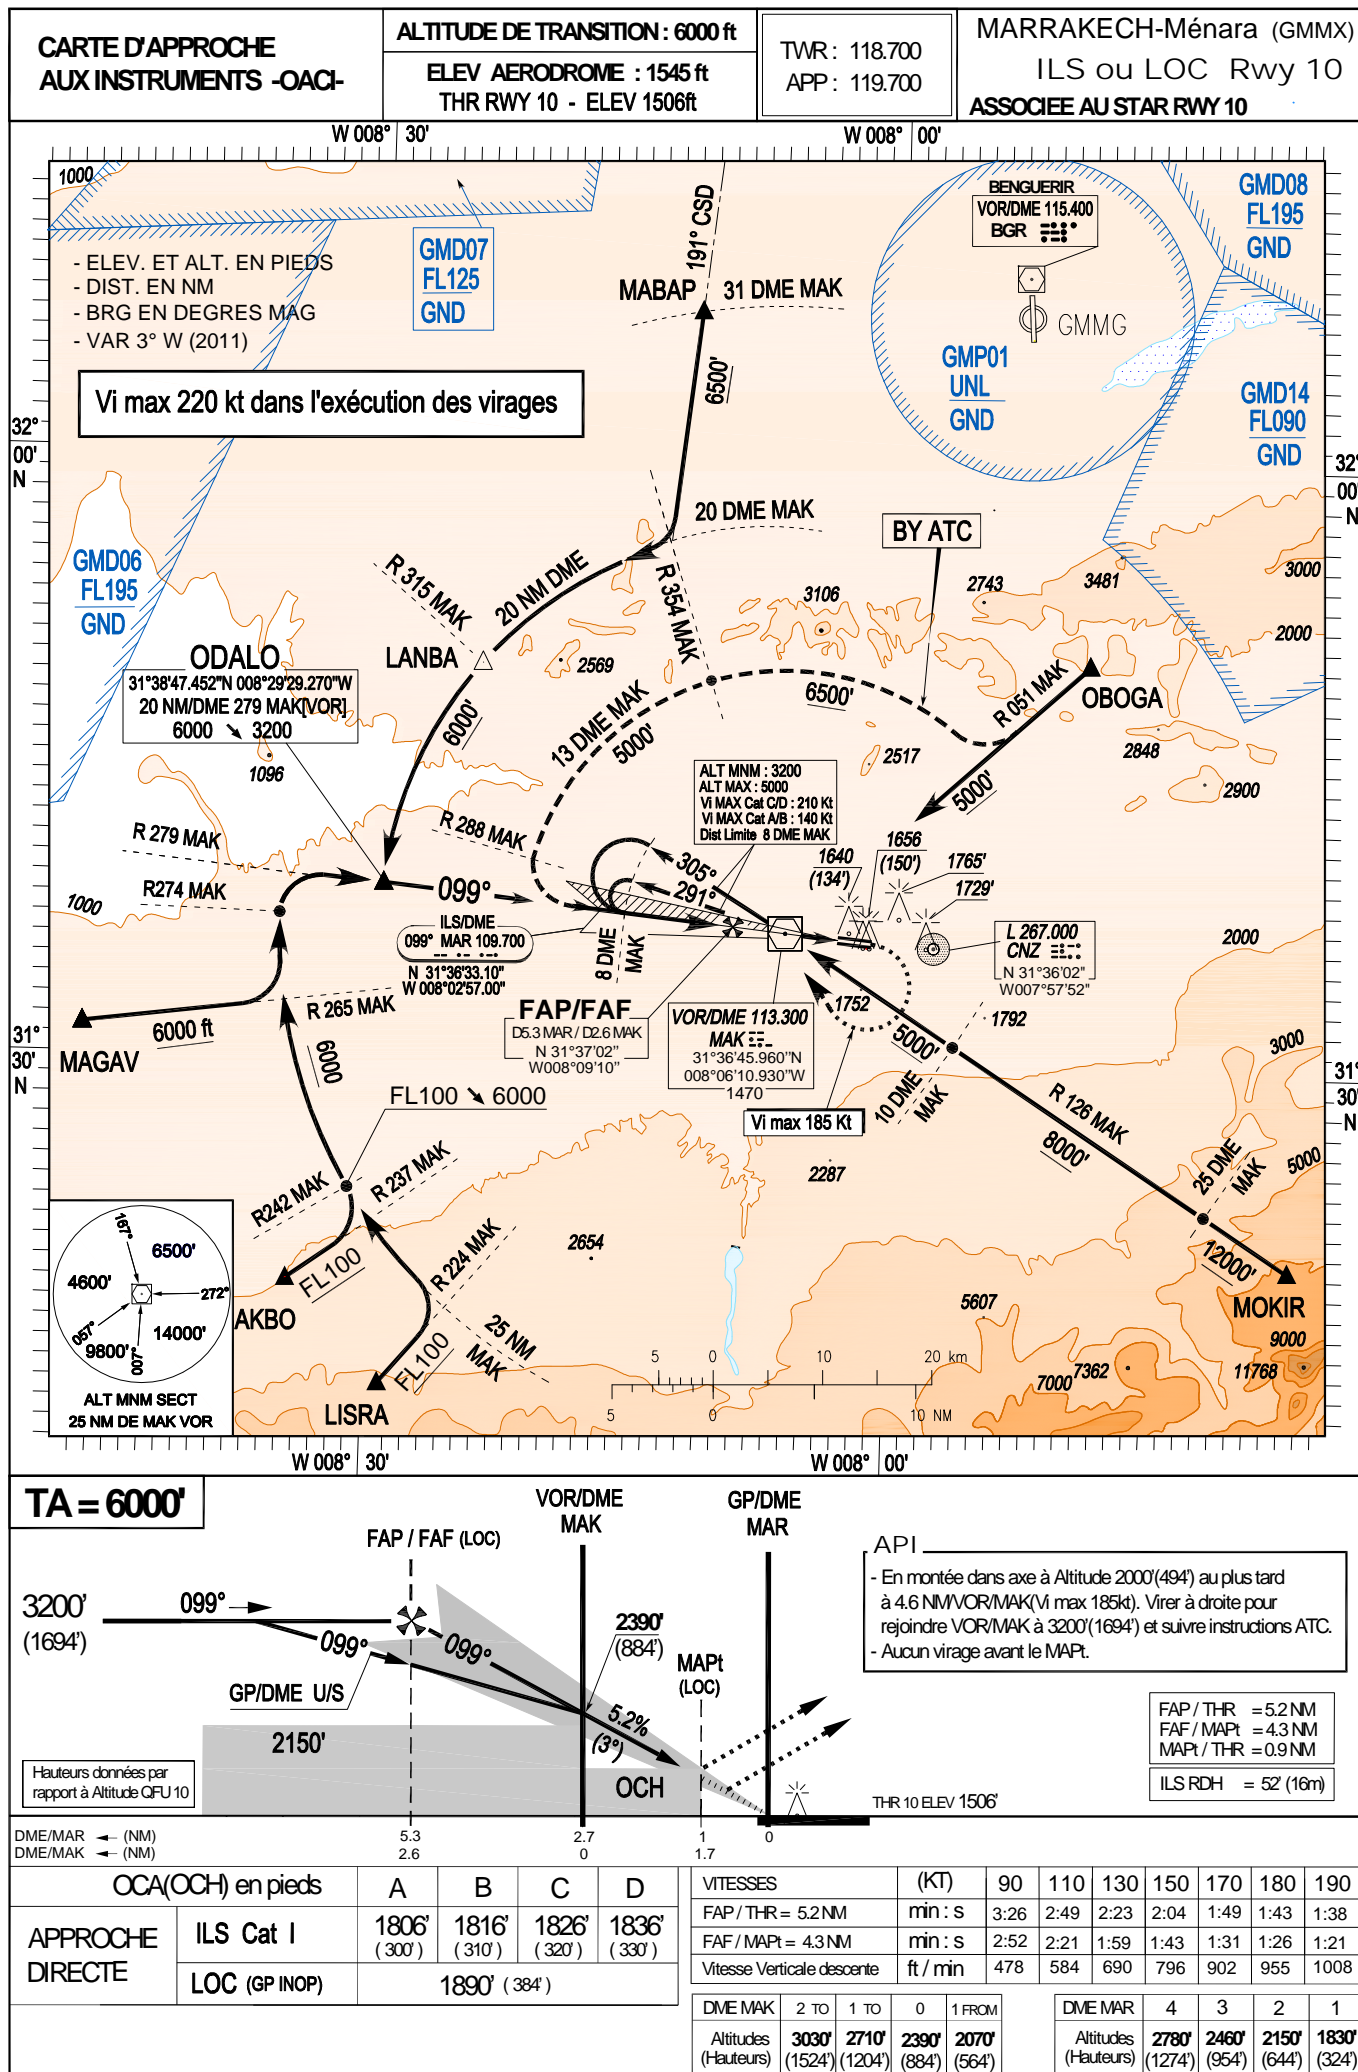 CARTE D'APPROCHE
AUX INSTRUMENTS -OACI-
ALTITUDE DE TRANSITION : 6000 ft
ELEV AERODROME : 1545 ft
THR RWY 10 - ELEV 1506ft
TWR : 118.700
APP : 119.700
MARRAKECH-Ménara (GMMX)
ILS ou LOC Rwy 10
ASSOCIEE AU STAR RWY 10
W 008° 30'
W 008° 00'
1000
- ELEV. ET ALT. EN PIEDS
- DIST. EN NM
- BRG EN DEGRES MAG
- VAR 3° W (2011)
GMD07
FL125
GND
191° CSD
MABAP
31 DME MAK
6500'
BENGUERIR
VOR/DME 115.400
BGR
GMMG
GMP01
UNL
GND
GMD08
FL195
GND
GMD14
FL090
GND
Vi max 220 kt dans l'exécution des virages
32°
00'
N
32°
00'
N
20 DME MAK
BY ATC
GMD06
FL195
GND
R 315 MAK
20 NM DME
R 354 MAK
3106
2743
3481
3000
2000
ODALO
31°38'47.452"N 008°29'29.270"W
20 NM/DME 279 MAK[VOR]
6000 ↘ 3200
LANBA
2569
6000'
13 DME MAK
5000'
6500'
R 051 MAK
OBOGA
1096
2517
2848
2900
5000'
ALT MNM : 3200
ALT MAX : 5000
Vi MAX Cat C/D : 210 Kt
Vi MAX Cat A/B : 140 Kt
Dist Limite 8 DME MAK
R 279 MAK
R 288 MAK
R274 MAK
1000
099°
305°
291°
1640
(134')
1656
(150')
1765'
1729'
ILS/DME
099° MAR 109.700
N 31°36'33.10"
W 008°02'57.00"
8 DME
MAK
L 267.000
CNZ
N 31°36'02"
W007°57'52"
2000
FAP/FAF
D5.3 MAR / D2.6 MAK
N 31°37'02"
W008°09'10"
VOR/DME 113.300
MAK
31°36'45.960"N
008°06'10.930"W
1470
1752
1792
R 265 MAK
6000 ft
MAGAV
31°
30'
N
31°
30'
N
3000
5000'
6000
FL100 ↘ 6000
Vi max 185 Kt
10 DME
MAK
R 126 MAK
8000'
25 DME
MAK
5000
2287
R242 MAK
R 237 MAK
R 224 MAK
2654
12000'
MOKIR
FL100
AKBO
25 NM
MAK
FL100
LISRA
5607
9000
11768
7362
7000
167°
6500'
4600'
272°
057°
9800'
007°
14000'
ALT MNM SECT
25 NM DE MAK VOR
5 0 10 20 km
5 0 10 NM
W 008° 30'
W 008° 00'
TA = 6000'
FAP / FAF (LOC)
VOR/DME
MAK
GP/DME
MAR
API
- En montée dans axe à Altitude 2000'(494') au plus tard
à 4.6 NM/VOR/MAK(Vi max 185kt). Virer à droite pour
rejoindre VOR/MAK à 3200'(1694') et suivre instructions ATC.
- Aucun virage avant le MAPt.
3200'
(1694')
099°
099°
099°
2390'
(884')
MAPt
(LOC)
GP/DME U/S
5.2%
(3°)
2150'
OCH
Hauteurs données par
rapport à Altitude QFU 10
THR 10 ELEV 1506'
FAP / THR = 5.2 NM
FAF / MAPt = 4.3 NM
MAPt / THR = 0.9 NM
ILS RDH = 52' (16m)
DME/MAR ← (NM) 5.3 2.7 1 0
DME/MAK ← (NM) 2.6 0 1.7
OCA(OCH) en pieds A B C D
APPROCHE
DIRECTE
ILS Cat I 1806' 1816' 1826' 1836'
(300') (310') (320') (330')
LOC (GP INOP) 1890' (384')
VITESSES (KT) 90 110 130 150 170 180 190
FAP / THR = 5.2 NM min : s 3:26 2:49 2:23 2:04 1:49 1:43 1:38
FAF / MAPt = 4.3 NM min : s 2:52 2:21 1:59 1:43 1:31 1:26 1:21
Vitesse Verticale descente ft / min 478 584 690 796 902 955 1008
DME MAK 2 TO 1 TO 0 1 FROM
Altitudes 3030' 2710' 2390' 2070'
(Hauteurs) (1524') (1204') (884') (564')
DME MAR 4 3 2 1
Altitudes 2780' 2460' 2150' 1830'
(Hauteurs) (1274') (954') (644') (324')